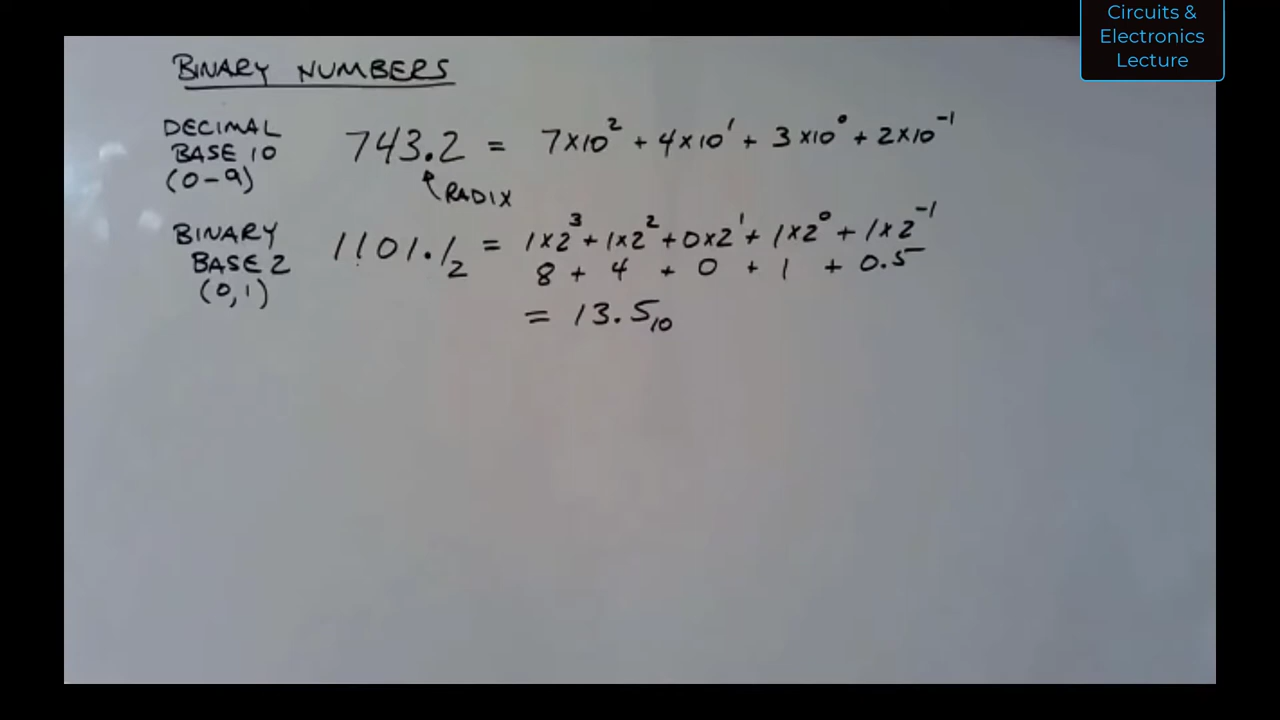 Circuits &
Electronics
Lecture
BINARY NUMBERS
DECIMAL
BASE 10
(0-9)
743.2 = 7×10² + 4×10¹ + 3×10⁰ + 2×10⁻¹
RADIX
BINARY
BASE 2
(0,1)
1101.1₂ = 1×2³ + 1×2² + 0×2¹ + 1×2⁰ + 1×2⁻¹
8 + 4 + 0 + 1 + 0.5
= 13.5₁₀